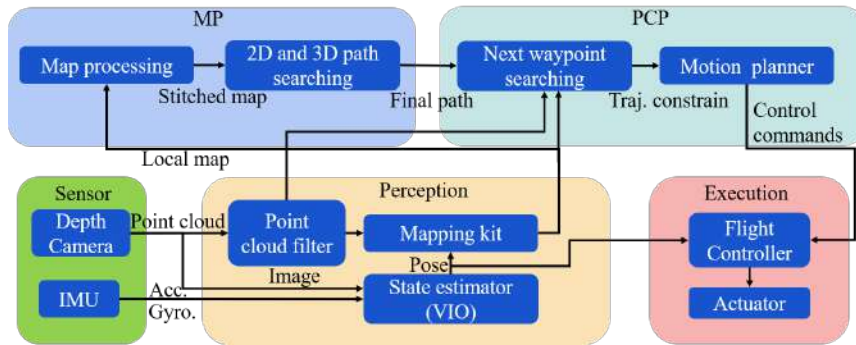 MP
PCP
Map processing
2D and 3D path
searching
Next waypoint
searching
Motion planner
Stitched map
Final path
Traj. constrain
Control
commands
Local map
Sensor
Perception
Execution
Depth
Camera
Point cloud
Point
cloud filter
Mapping kit
Flight
Controller
Image
Pose
IMU
Acc.
Gyro.
State estimator
(VIO)
Actuator